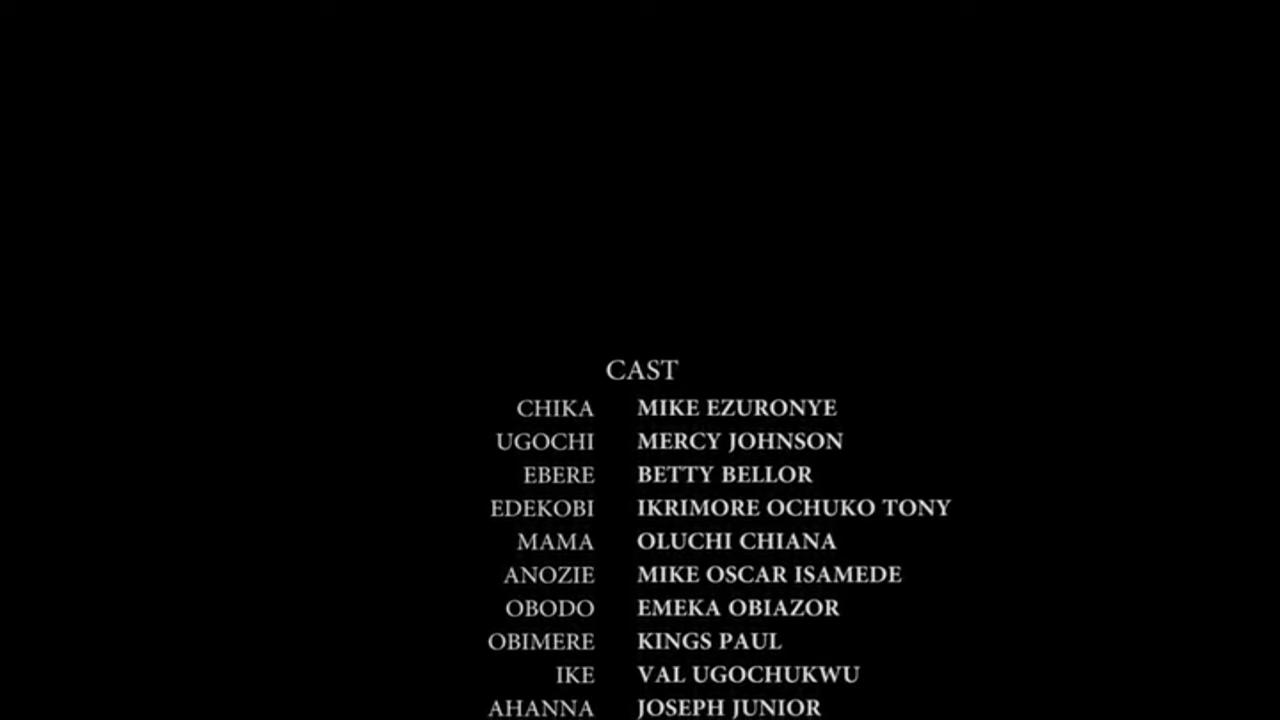 CAST
CHIKA MIKE EZURONYE
UGOCHI MERCY JOHNSON
EBERE BETTY BELLOR
EDEKOBI IKRIMORE OCHUKO TONY
MAMA OLUCHI CHIANA
ANOZIE MIKE OSCAR ISAMEDE
OBODO EMEKA OBIAZOR
OBIMERE KINGS PAUL
IKE VAL UGOCHUKWU
AHANNA JOSEPH JUNIOR